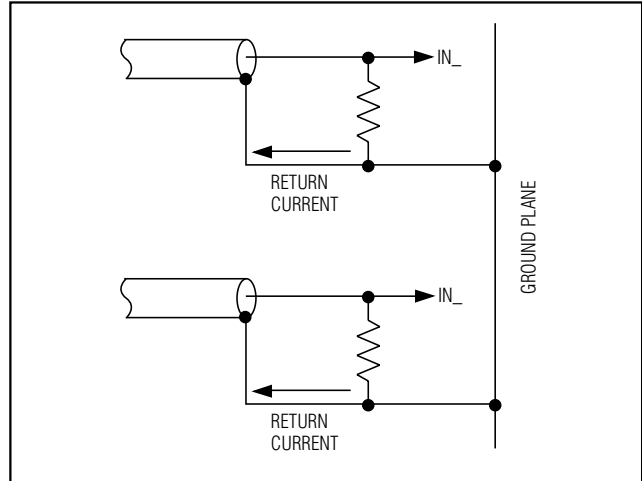 IN_
RETURN
CURRENT
GROUND PLANE
IN_
RETURN
CURRENT